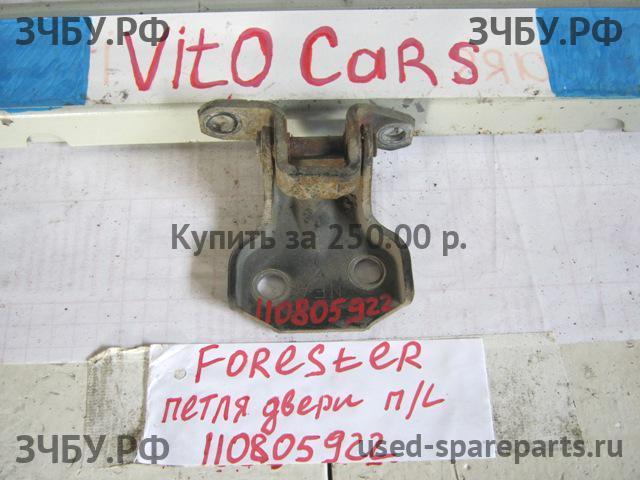 ЗЧБУ.РФ ЗЧБУ.РФ
Vito Cars
Купить за 250.00 р.
110805922
Forester
петля двери п/L
110805922
ЗЧБУ.РФ used-spareparts.ru